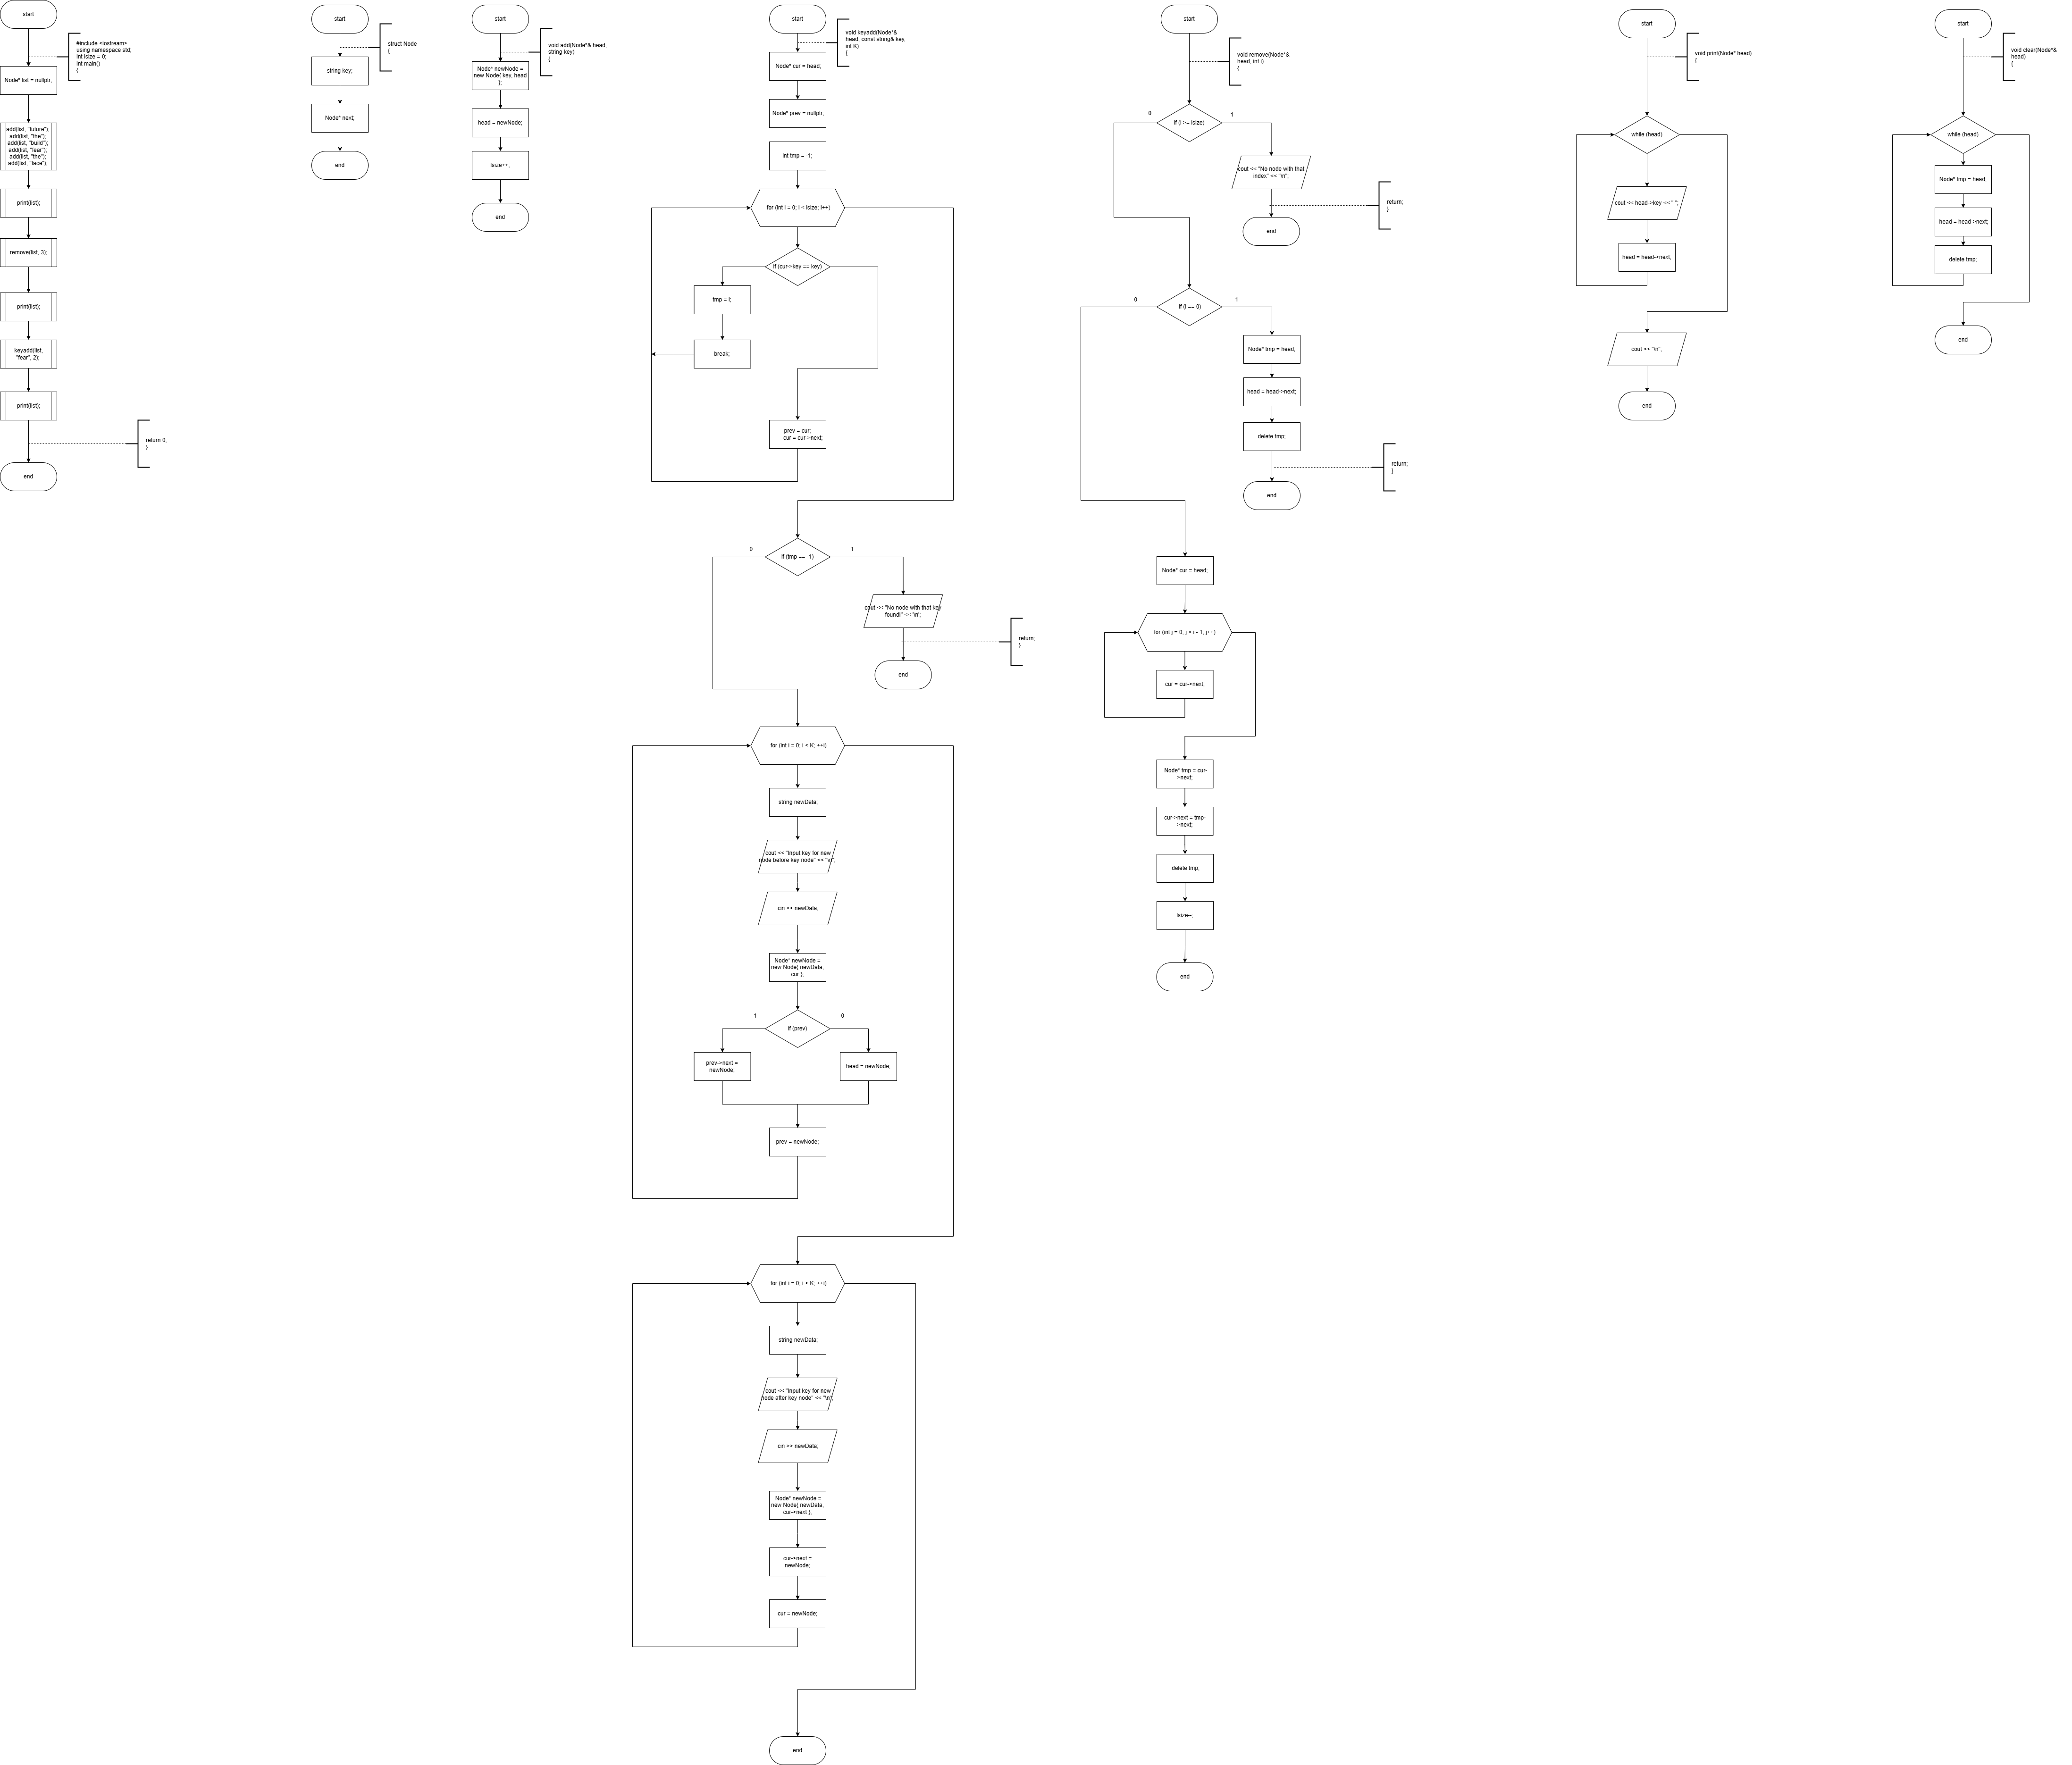 start
#include <iostream>
using namespace std;
int lsize = 0;
int main()
{
Node* list = nullptr;
add(list, "future");
add(list, "the");
add(list, "build");
add(list, "fear");
add(list, "the");
add(list, "face");
print(list);
remove(list, 3);
print(list);
keyadd(list,
"fear", 2);
print(list);
return 0;
}
end
start
struct Node
{
string key;
Node* next;
end
start
void add(Node*& head,
string key)
{
Node* newNode =
new Node{ key, head
};
head = newNode;
lsize++;
end
start
void keyadd(Node*&
head, const string& key,
int K)
{
Node* cur = head;
Node* prev = nullptr;
int tmp = -1;
for (int i = 0; i < lsize; i++)
if (cur->key == key)
tmp = i;
break;
prev = cur;
cur = cur->next;
if (tmp == -1)
0
1
cout << "No node with that key
found!" << '\n';
return;
}
end
for (int i = 0; i < K; ++i)
string newData;
cout << "Input key for new
node before key node" << "\n";
cin >> newData;
Node* newNode =
new Node{ newData,
cur };
if (prev)
1
0
prev->next =
newNode;
head = newNode;
prev = newNode;
for (int i = 0; i < K; ++i)
string newData;
cout << "Input key for new
node after key node" << "\n";
cin >> newData;
Node* newNode =
new Node{ newData,
cur->next };
cur->next =
newNode;
cur = newNode;
end
start
void remove(Node*&
head, int i)
{
0
1
if (i >= lsize)
cout << "No node with that
index" << "\n";
return;
}
end
0
1
if (i == 0)
Node* tmp = head;
head = head->next;
delete tmp;
return;
}
end
Node* cur = head;
for (int j = 0; j < i - 1; j++)
cur = cur->next;
Node* tmp = cur-
>next;
cur->next = tmp-
>next;
delete tmp;
lsize--;
end
start
void print(Node* head)
{
while (head)
cout << head->key << " ";
head = head->next;
cout << "\n";
end
start
void clear(Node*&
head)
{
while (head)
Node* tmp = head;
head = head->next;
delete tmp;
end